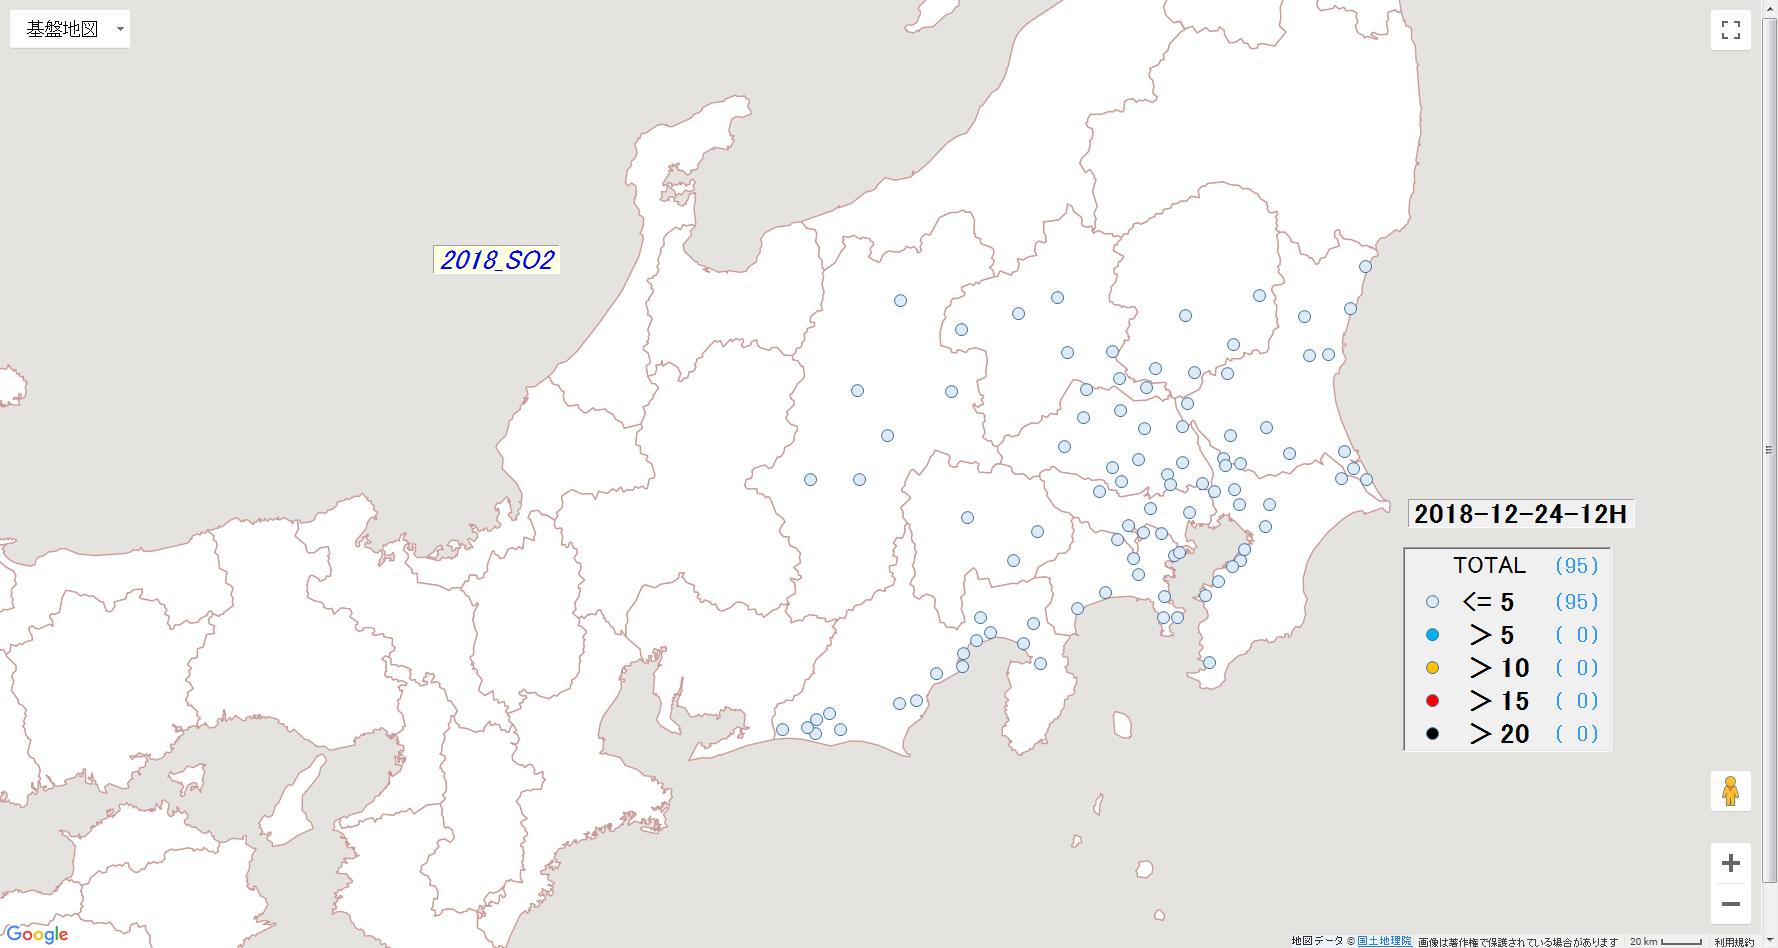 基盤地図
2018_SO2
2018-12-24-12H
TOTAL (95)
<= 5 (95)
> 5 ( 0)
> 10 ( 0)
> 15 ( 0)
> 20 ( 0)
Google
地図データ © 国土地理院 画像は著作権で保護されている場合があります 20 km 利用規約